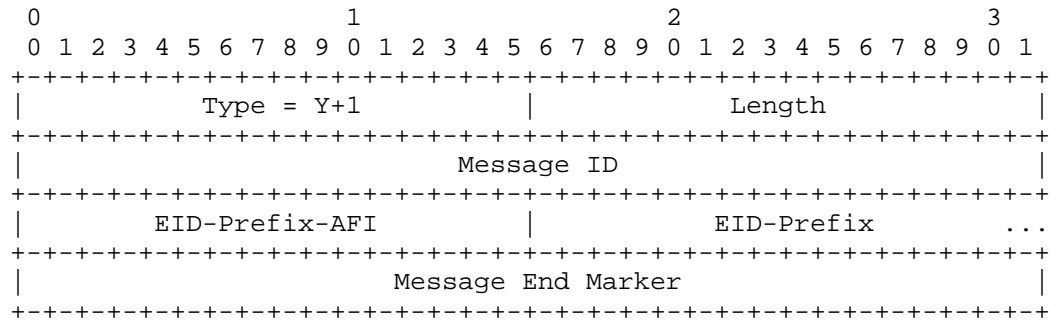 0                   1                   2                   3
 0 1 2 3 4 5 6 7 8 9 0 1 2 3 4 5 6 7 8 9 0 1 2 3 4 5 6 7 8 9 0 1
+-+-+-+-+-+-+-+-+-+-+-+-+-+-+-+-+-+-+-+-+-+-+-+-+-+-+-+-+-+-+-+-+
|           Type = Y+1          |            Length             |
+-+-+-+-+-+-+-+-+-+-+-+-+-+-+-+-+-+-+-+-+-+-+-+-+-+-+-+-+-+-+-+-+
|                           Message ID                          |
+-+-+-+-+-+-+-+-+-+-+-+-+-+-+-+-+-+-+-+-+-+-+-+-+-+-+-+-+-+-+-+-+
|        EID-Prefix-AFI         |           EID-Prefix        ...
+-+-+-+-+-+-+-+-+-+-+-+-+-+-+-+-+-+-+-+-+-+-+-+-+-+-+-+-+-+-+-+-+
|                       Message End Marker                      |
+-+-+-+-+-+-+-+-+-+-+-+-+-+-+-+-+-+-+-+-+-+-+-+-+-+-+-+-+-+-+-+-+